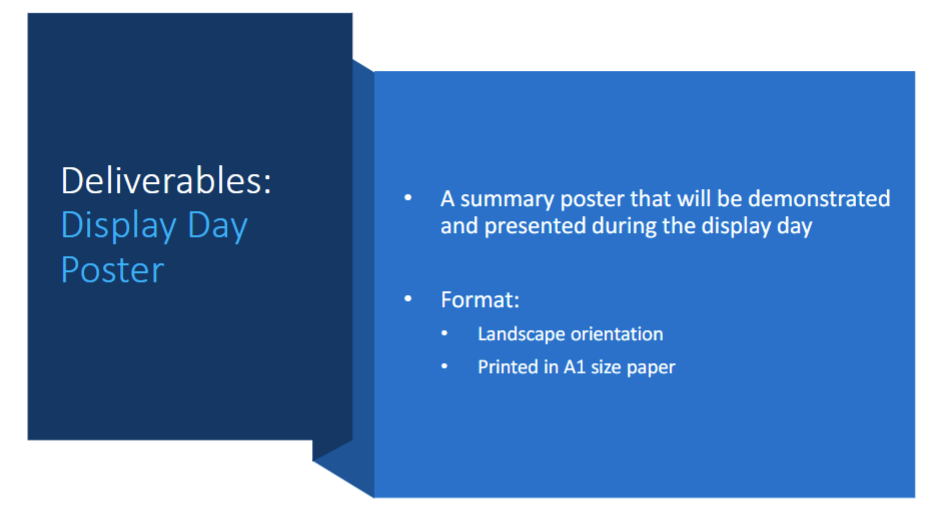 Deliverables:
Display Day
Poster
• A summary poster that will be demonstrated
and presented during the display day
• Format:
• Landscape orientation
• Printed in A1 size paper